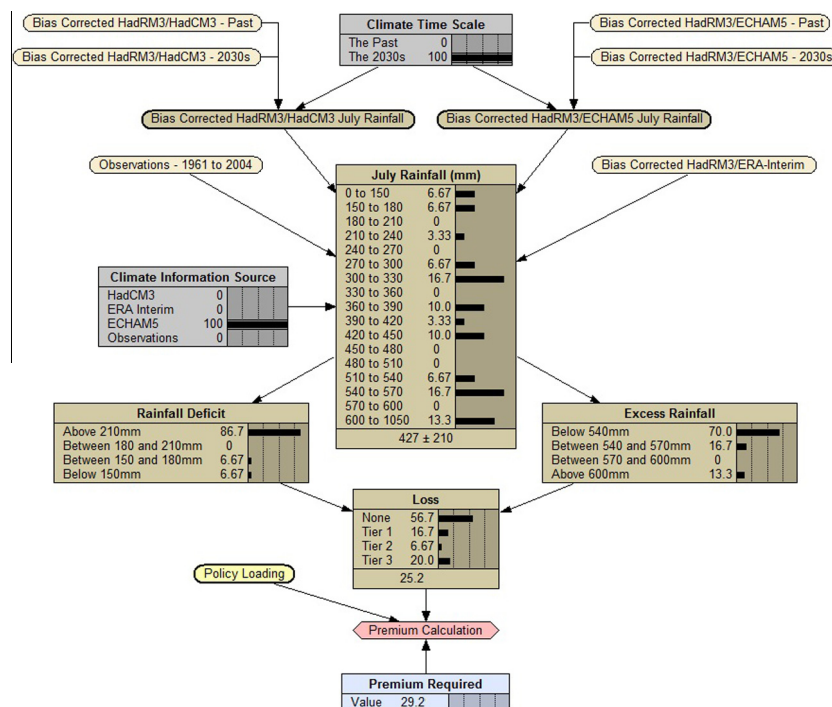 Bias Corrected HadRM3/HadCM3 - Past
Climate Time Scale
The Past 0
The 2030s 100
Bias Corrected HadRM3/ECHAM5 - Past
Bias Corrected HadRM3/HadCM3 - 2030s
Bias Corrected HadRM3/ECHAM5 - 2030s
Bias Corrected HadRM3/HadCM3 July Rainfall
Bias Corrected HadRM3/ECHAM5 July Rainfall
Observations - 1961 to 2004
Bias Corrected HadRM3/ERA-Interim
July Rainfall (mm)
0 to 150 6.67
150 to 180 6.67
180 to 210 0
210 to 240 3.33
240 to 270 0
270 to 300 6.67
300 to 330 16.7
330 to 360 0
360 to 390 10.0
390 to 420 3.33
420 to 450 10.0
450 to 480 0
480 to 510 0
510 to 540 6.67
540 to 570 16.7
570 to 600 0
600 to 1050 13.3
427 ± 210
Climate Information Source
HadCM3 0
ERA Interim 0
ECHAM5 100
Observations 0
Rainfall Deficit
Above 210mm 86.7
Between 180 and 210mm 0
Between 150 and 180mm 6.67
Below 150mm 6.67
Excess Rainfall
Below 540mm 70.0
Between 540 and 570mm 16.7
Between 570 and 600mm 0
Above 600mm 13.3
Loss
None 56.7
Tier 1 16.7
Tier 2 6.67
Tier 3 20.0
25.2
Policy Loading
Premium Calculation
Premium Required
Value 29.2